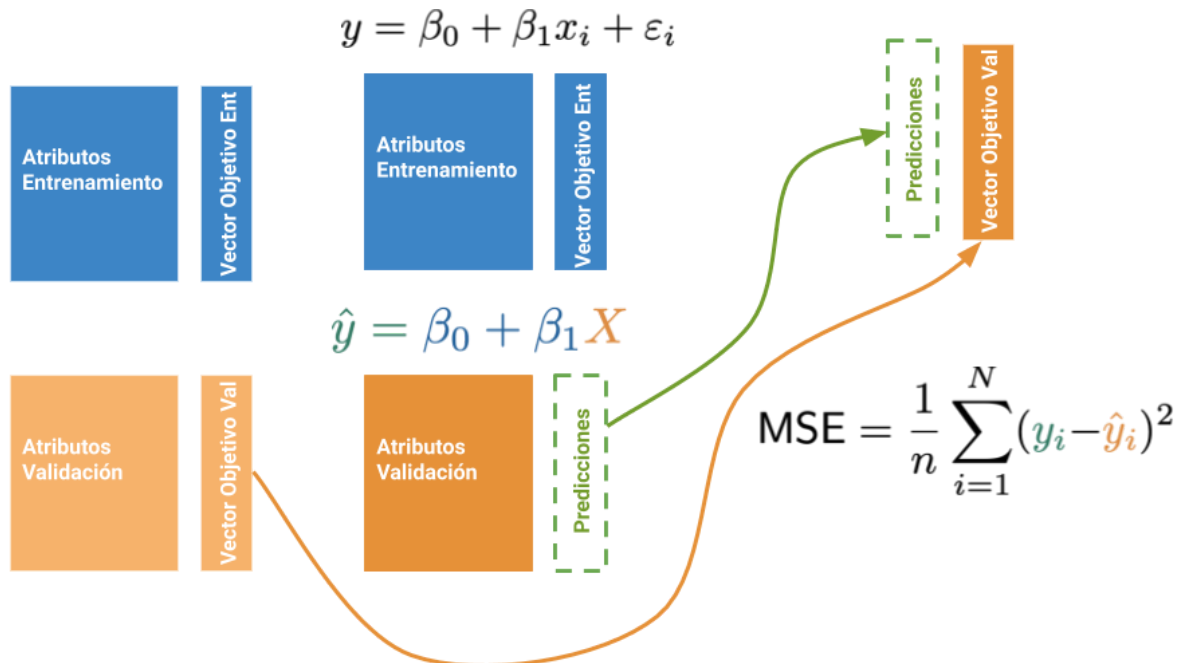 y = β₀ + β₁xᵢ + εᵢ
Atributos
Entrenamiento
Vector Objetivo Ent
Atributos
Entrenamiento
Vector Objetivo Ent
Predicciones
Vector Objetivo Val
ŷ = β₀ + β₁X
Atributos
Validación
Vector Objetivo Val
Atributos
Validación
Predicciones
MSE = 1/n ∑ᵢ₌₁ᴺ (yᵢ−ŷᵢ)²